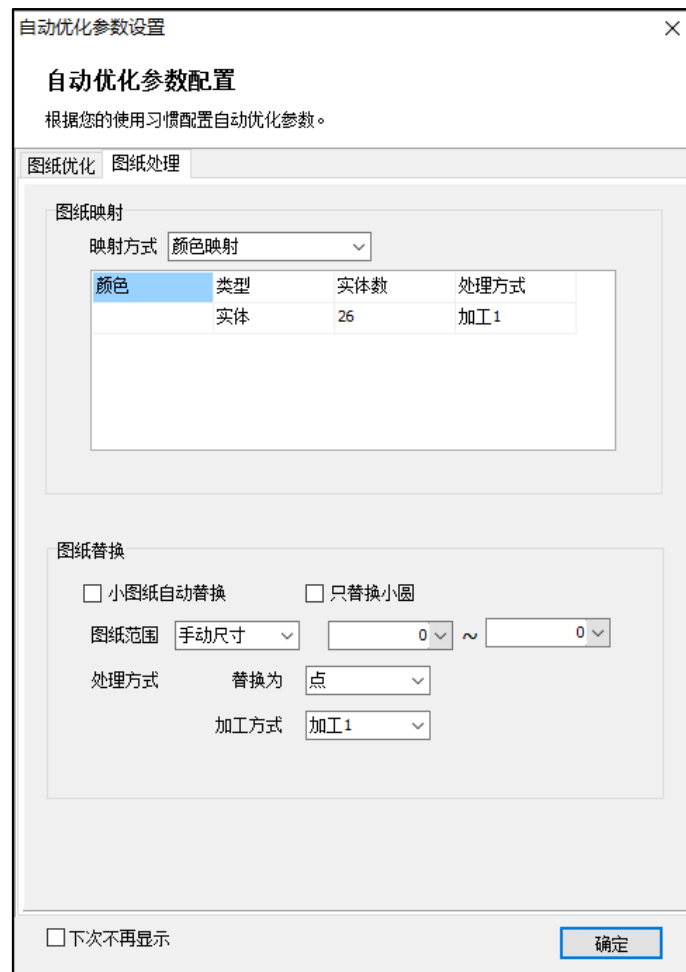 自动优化参数设置
自动优化参数配置
根据您的使用习惯配置自动优化参数。
图纸优化 图纸处理
图纸映射
映射方式 颜色映射
颜色 类型 实体数 处理方式
实体 26 加工1
图纸替换
小图纸自动替换 只替换小圆
图纸范围 手动尺寸 0 ~ 0
处理方式 替换为 点
加工方式 加工1
下次不再显示 确定